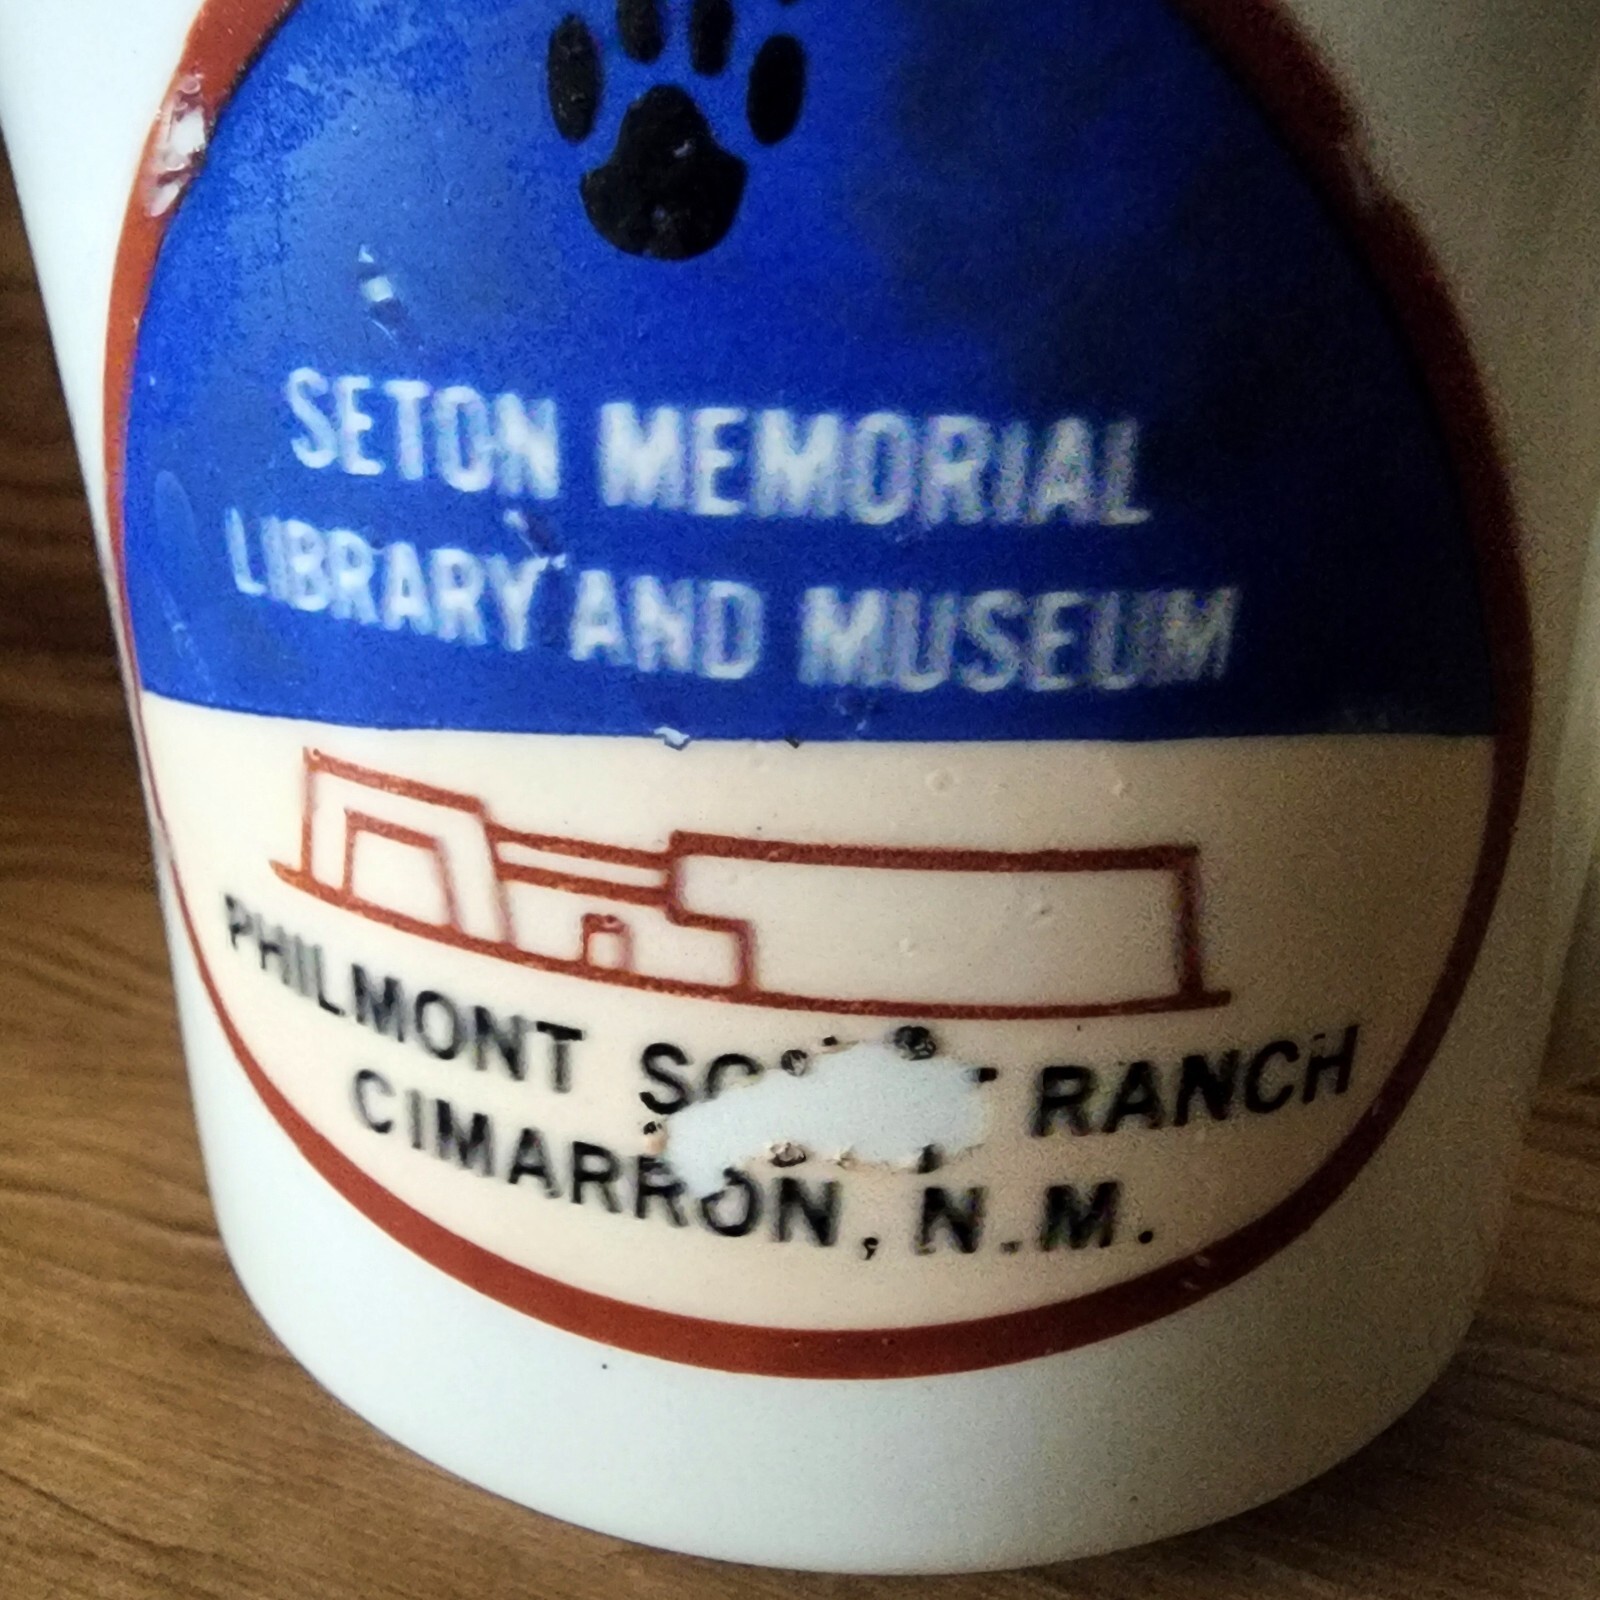 SETON MEMORIAL
LIBRARY AND MUSEUM
PHILMONT RANCH
CIMARRON, N.M.